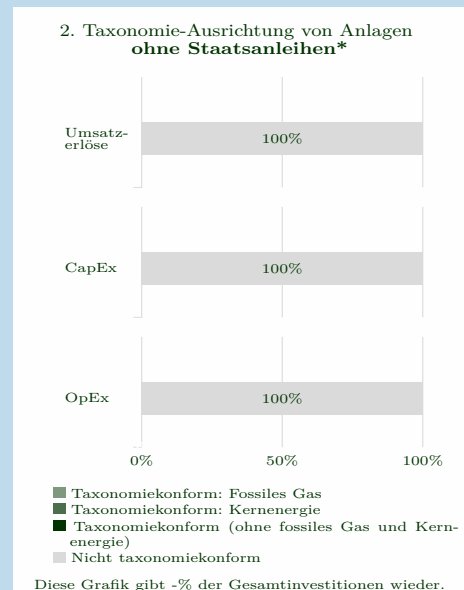 2. Taxonomie-Ausrichtung von Anlagen
ohne Staatsanleihen*
Umsatz-
erlöse
100%
CapEx
100%
OpEx
100%
0%
50%
100%
Taxonomiekonform: Fossiles Gas
Taxonomiekonform: Kernenergie
Taxonomiekonform (ohne fossiles Gas und Kern-
energie)
Nicht taxonomiekonform
Diese Grafik gibt -% der Gesamtinvestitionen wieder.